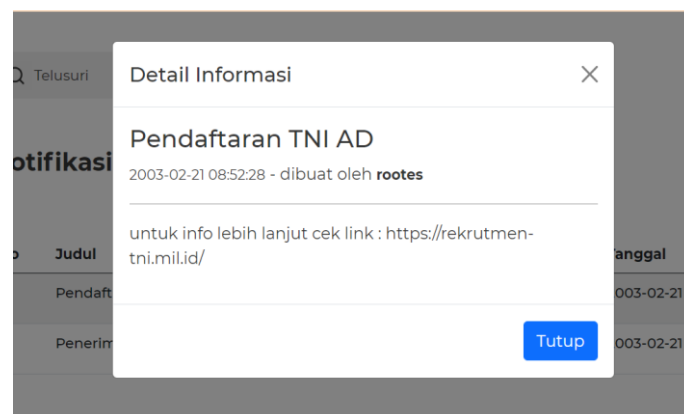 Telusuri
Detail Informasi
Pendaftaran TNI AD
2003-02-21 08:52:28 - dibuat oleh rootes
otifikasi
untuk info lebih lanjut cek link : https://rekrutmen-
tni.mil.id/
Judul
anggal
Pendaft
003-02-21
Tutup
Penerim
003-02-21